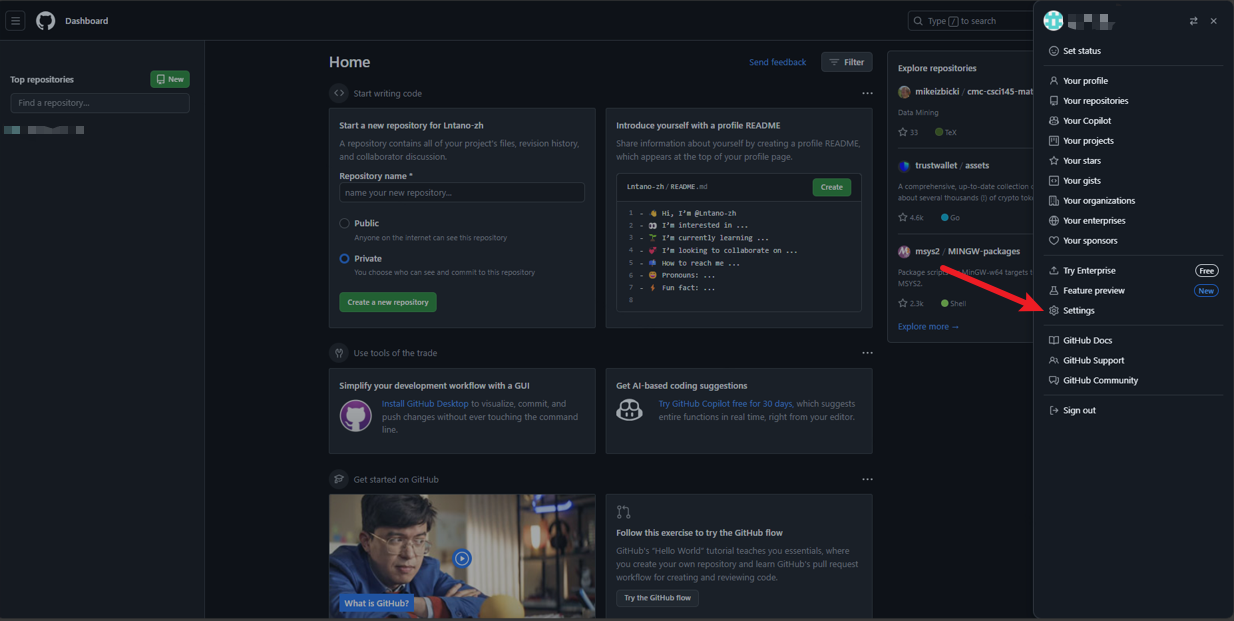 Dashboard
Type / to search
Top repositories
New
Find a repository...
Home
Send feedback
Filter
Start writing code
Start a new repository for Lntano-zh
A repository contains all of your project's files, revision history,
and collaborator discussion.
Repository name *
name your new repository...
Public
Anyone on the internet can see this repository
Private
You choose who can see and commit to this repository
Create a new repository
Introduce yourself with a profile README
Share information about yourself by creating a profile README,
which appears at the top of your profile page.
Lntano-zh / README.md
Create
1 - 👋 Hi, I'm @Lntano-zh
2 - 👀 I'm interested in ...
3 - 🌱 I'm currently learning ...
4 - 💞️ I'm looking to collaborate on ...
5 - 📫 How to reach me ...
6 - 😄 Pronouns: ...
7 - ⚡ Fun fact: ...
8
Use tools of the trade
Simplify your development workflow with a GUI
Install GitHub Desktop to visualize, commit, and
push changes without ever touching the command
line.
Get AI-based coding suggestions
Try GitHub Copilot free for 30 days, which suggests
entire functions in real time, right from your editor.
Get started on GitHub
What is GitHub?
Follow this exercise to try the GitHub flow
GitHub's "Hello World" tutorial teaches you essentials, where
you create your own repository and learn GitHub's pull request
workflow for creating and reviewing code.
Try the GitHub flow
Explore repositories
mikeizbicki / cmc-csci145-mat
Data Mining
33 TeX
trustwallet / assets
A comprehensive, up-to-date collection o
about several thousands (!) of crypto toke
4.6k Go
msys2 / MINGW-packages
Package scripts MinGW-w64 targets t
MSYS2.
2.3k Shell
Explore more →
Set status
Your profile
Your repositories
Your Copilot
Your projects
Your stars
Your gists
Your organizations
Your enterprises
Your sponsors
Try Enterprise Free
Feature preview New
Settings
GitHub Docs
GitHub Support
GitHub Community
Sign out